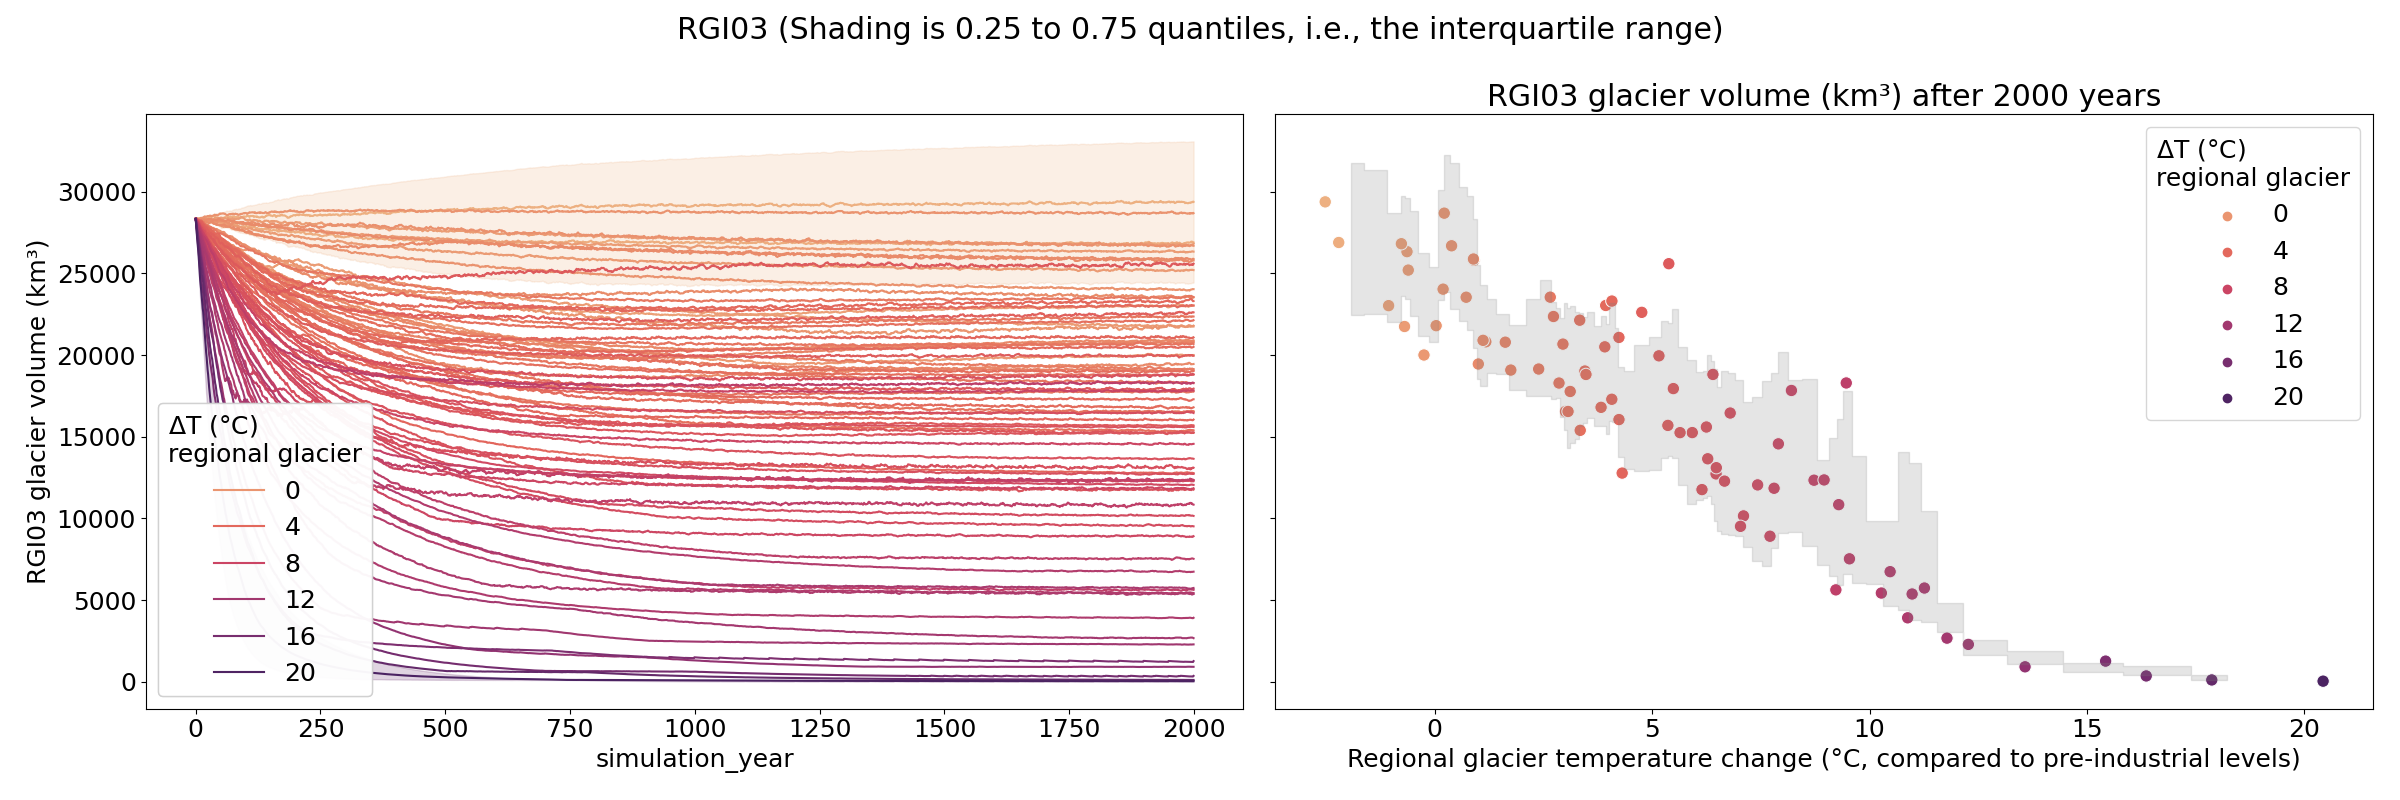 RGI03 (Shading is 0.25 to 0.75 quantiles, i.e., the interquartile range)
RGI03 glacier volume (km³)
30000
25000
20000
15000
10000
5000
0
ΔT (°C)
regional glacier
0
4
8
12
16
20
0 250 500 750 1000 1250 1500 1750 2000
simulation_year
RGI03 glacier volume (km³) after 2000 years
ΔT (°C)
regional glacier
0
4
8
12
16
20
0 5 10 15 20
Regional glacier temperature change (°C, compared to pre-industrial levels)